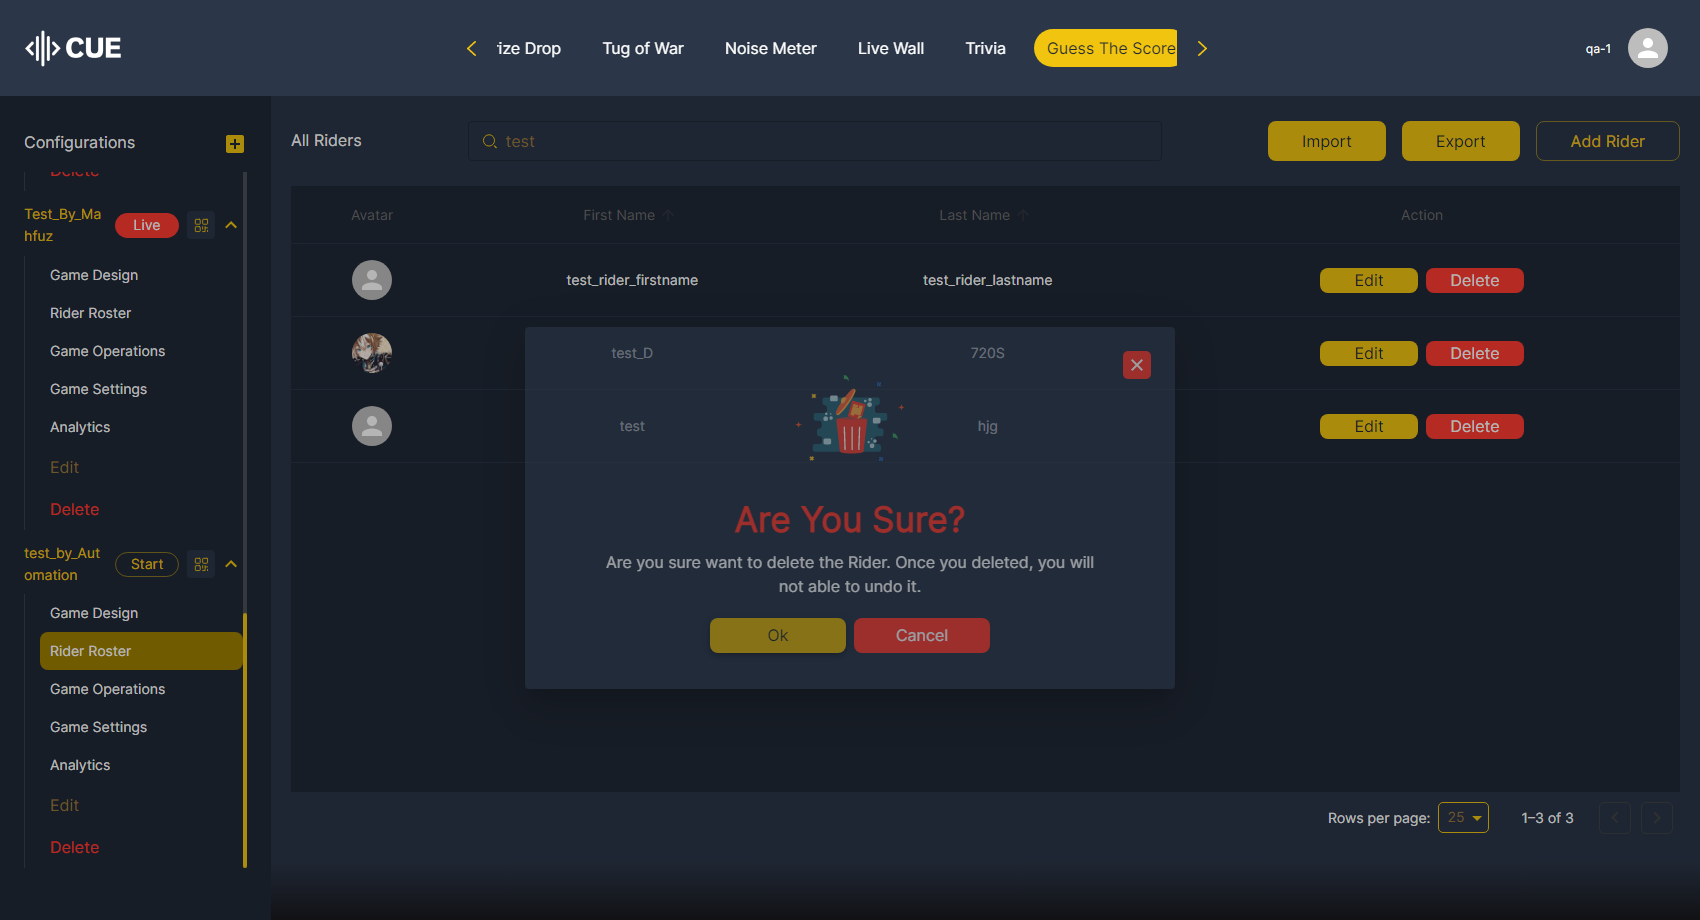 CUE
ize Drop
Tug of War
Noise Meter
Live Wall
Trivia
Guess The Score
qa-1
Configurations
Delete
Test_By_Ma
hfuz
Live
Game Design
Rider Roster
Game Operations
Game Settings
Analytics
Edit
Delete
test_by_Aut
omation
Start
Game Design
Rider Roster
Game Operations
Game Settings
Analytics
Edit
Delete
All Riders
test
Import
Export
Add Rider
Avatar
First Name
Last Name
Action
test_rider_firstname
test_rider_lastname
Edit
Delete
test_D
720S
Edit
Delete
test
hjg
Edit
Delete
Are You Sure?
Are you sure want to delete the Rider. Once you deleted, you will
not able to undo it.
Ok
Cancel
Rows per page:
25
1–3 of 3